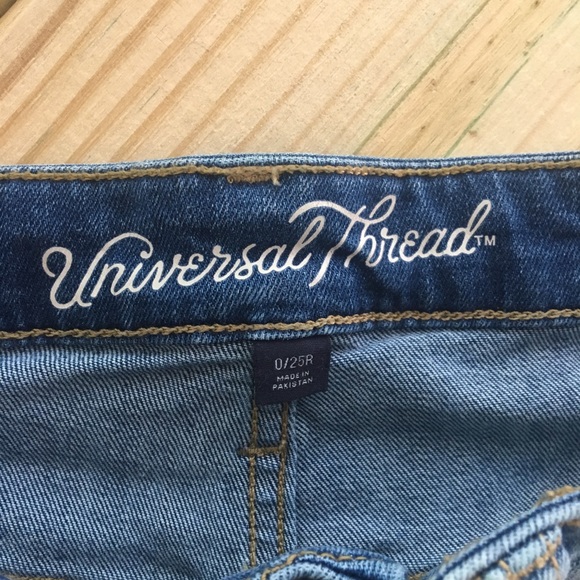 Universal Thread™
0/25R
MADE IN
PAKISTAN